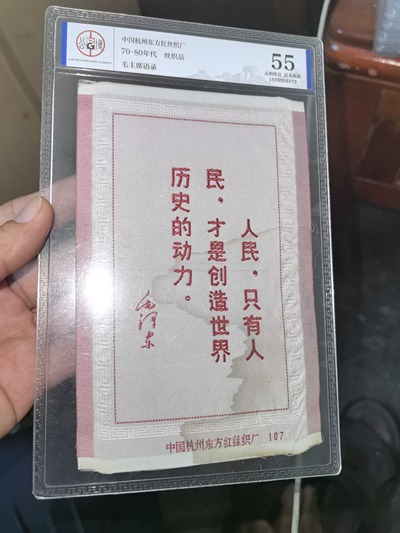 中国杭州东方红丝织厂
70-80年代 丝织品
毛主席语录
55
人民，只有人
民，才是创造世界
历史的动力。
毛泽东
中国杭州东方红丝织厂 107